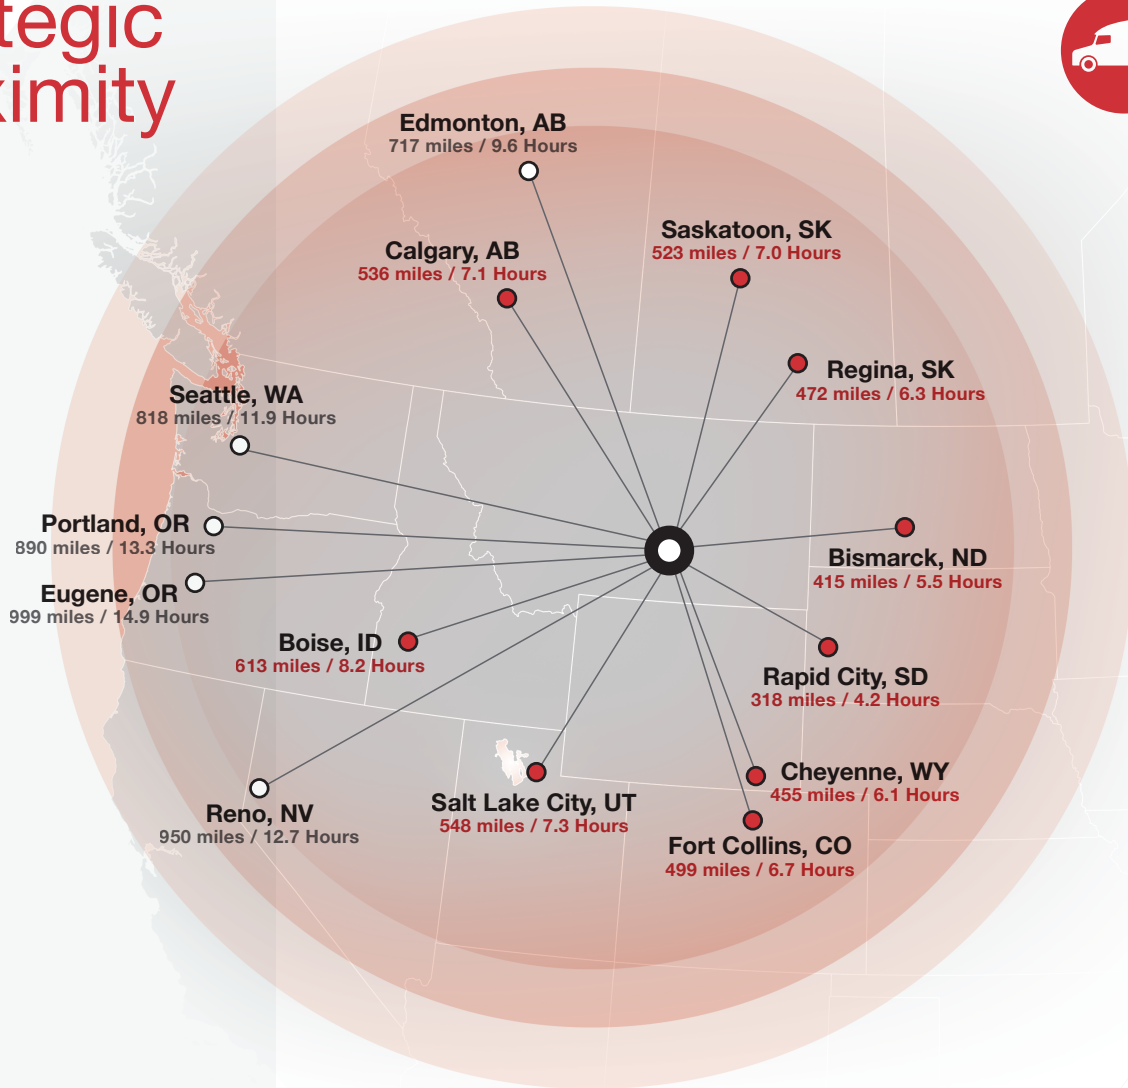 tegic
ximity
Edmonton, AB
717 miles / 9.6 Hours
Saskatoon, SK
523 miles / 7.0 Hours
Calgary, AB
536 miles / 7.1 Hours
Regina, SK
472 miles / 6.3 Hours
Seattle, WA
818 miles / 11.9 Hours
Portland, OR
890 miles / 13.3 Hours
Bismarck, ND
415 miles / 5.5 Hours
Eugene, OR
999 miles / 14.9 Hours
Boise, ID
613 miles / 8.2 Hours
Rapid City, SD
318 miles / 4.2 Hours
Cheyenne, WY
455 miles / 6.1 Hours
Salt Lake City, UT
548 miles / 7.3 Hours
Reno, NV
950 miles / 12.7 Hours
Fort Collins, CO
499 miles / 6.7 Hours